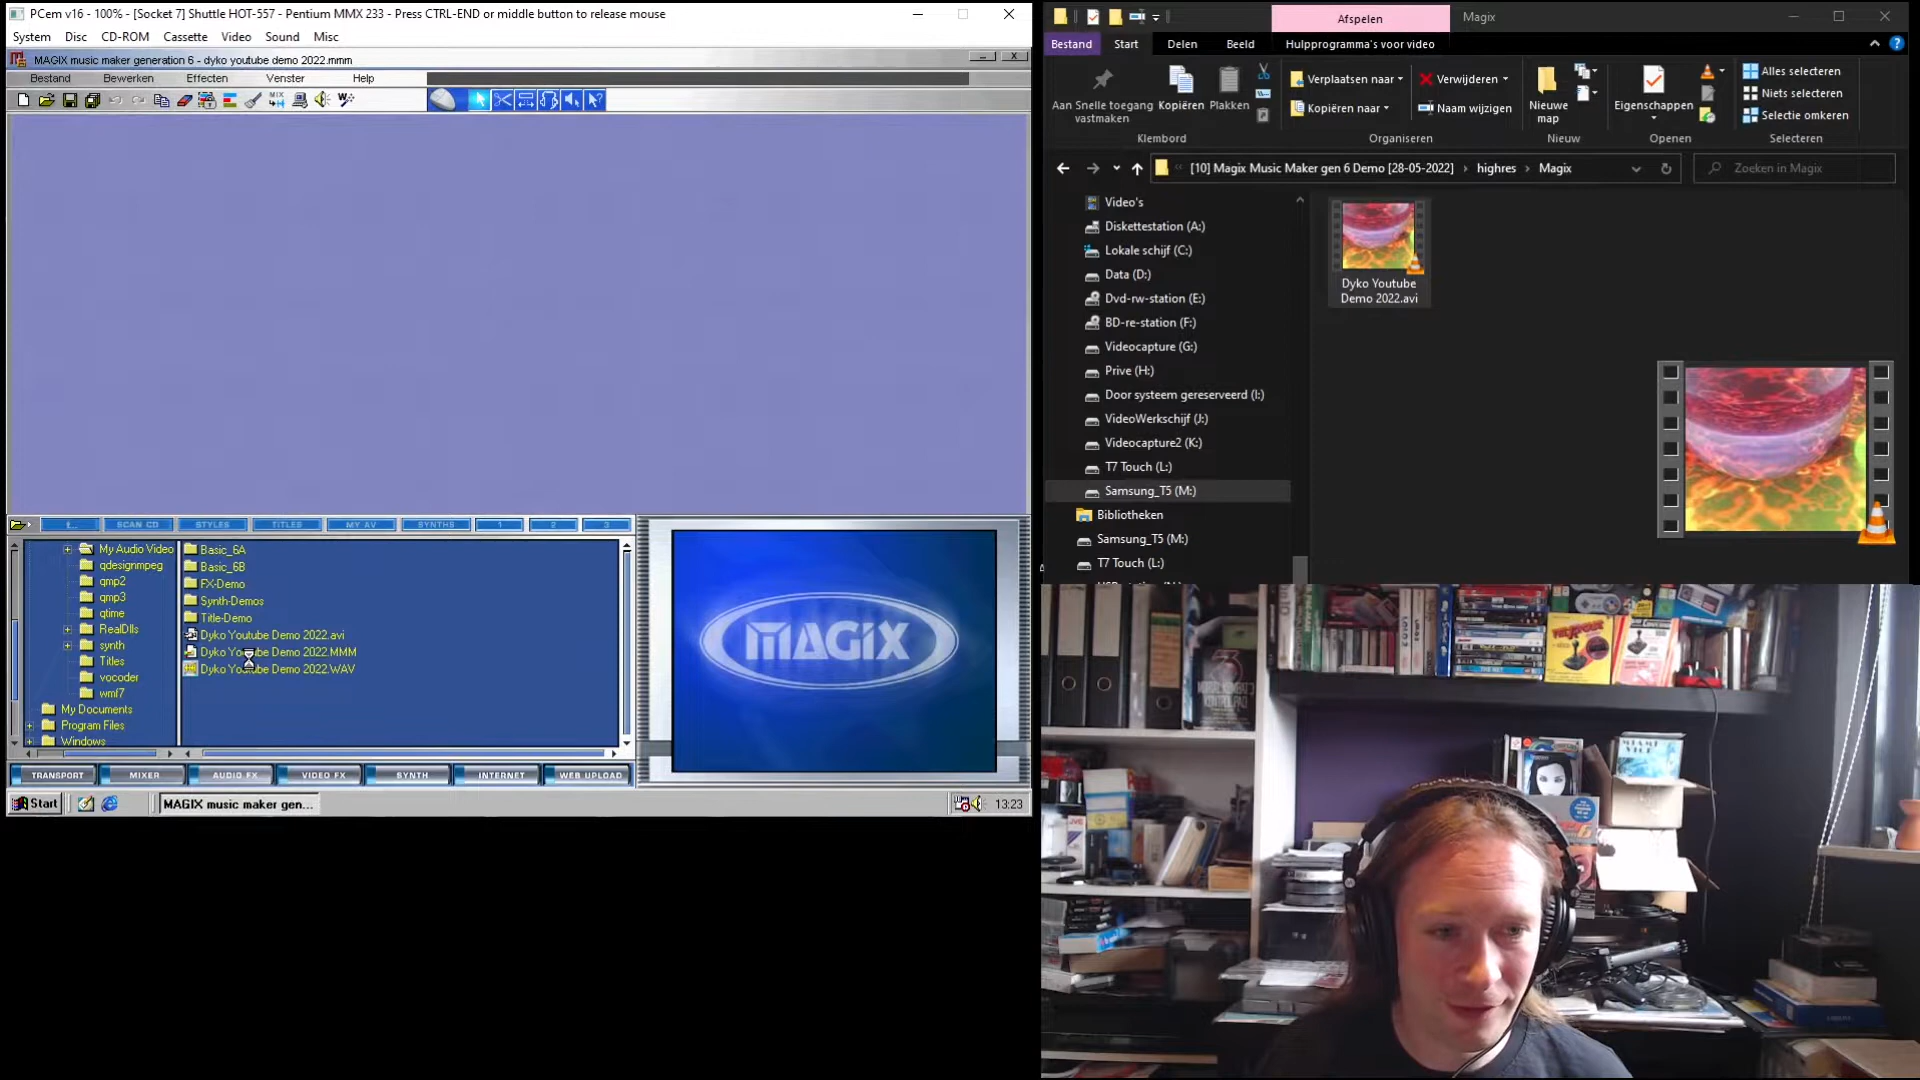 PCem v16 - 100% - [Socket 7] Shuttle HOT-557 - Pentium MMX 233 - Press CTRL-END or middle button to release mouse
System Disc CD-ROM Cassette Video Sound Misc
MAGIX music maker generation 6 - dyko youtube demo 2022.mmm
Bestand Bewerken Effecten Venster Help
SCAN CD STYLES TITLES MY AV SYNTHS 1 2 3
My Audio Video
qdesignmpeg
qmp2
qmp3
qtime
RealDlls
synth
Titles
vocoder
wmf7
My Documents
Program Files
Windows
Basic_6A
Basic_6B
FX-Demo
Synth-Demos
Title-Demo
Dyko Youtube Demo 2022.avi
Dyko Youtube Demo 2022.MMM
Dyko Youtube Demo 2022.WAV
MAGIX
TRANSPORT MIXER AUDIO FX VIDEO FX SYNTH INTERNET WEB UPLOAD
Start MAGIX music maker gen... 13:23
Afspelen Magix
Bestand Start Delen Beeld Hulpprogramma's voor video
Aan Snelle toegang
vastmaken
Kopiëren
Plakken
Klembord
Verplaatsen naar
Kopiëren naar
Verwijderen
Naam wijzigen
Organiseren
Nieuwe
map
Nieuw
Eigenschappen
Openen
Alles selecteren
Niets selecteren
Selectie omkeren
Selecteren
[10] Magix Music Maker gen 6 Demo [28-05-2022] highres Magix
Zoeken in Magix
Video's
Diskettestation (A:)
Lokale schijf (C:)
Data (D:)
Dvd-rw-station (E:)
BD-re-station (F:)
Videocapture (G:)
Prive (H:)
Door systeem gereserveerd (I:)
VideoWerkschijf (J:)
Videocapture2 (K:)
T7 Touch (L:)
Samsung_T5 (M:)
Bibliotheken
Samsung_T5 (M:)
T7 Touch (L:)
Dyko Youtube
Demo 2022.avi